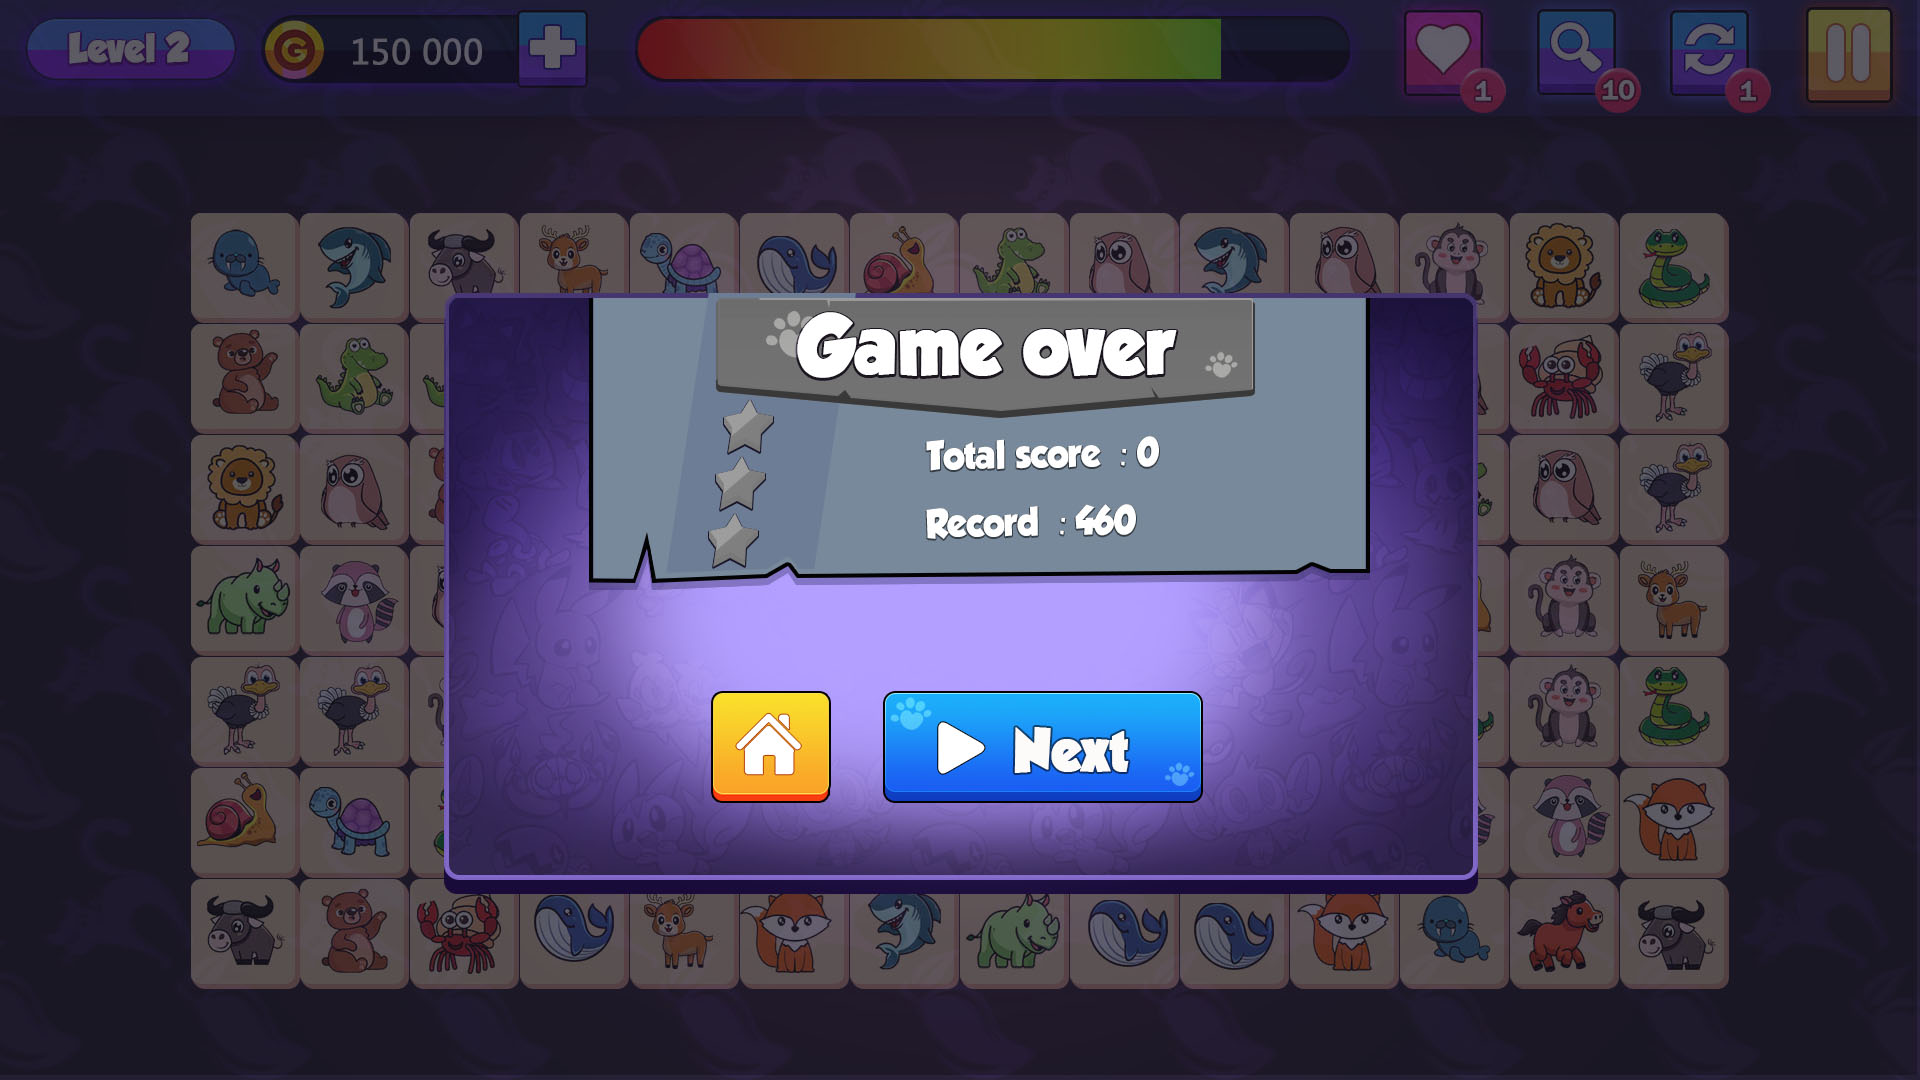 Level 2
G
150 000
1
10
1
Game over
Total score : 0
Record : 460
Next